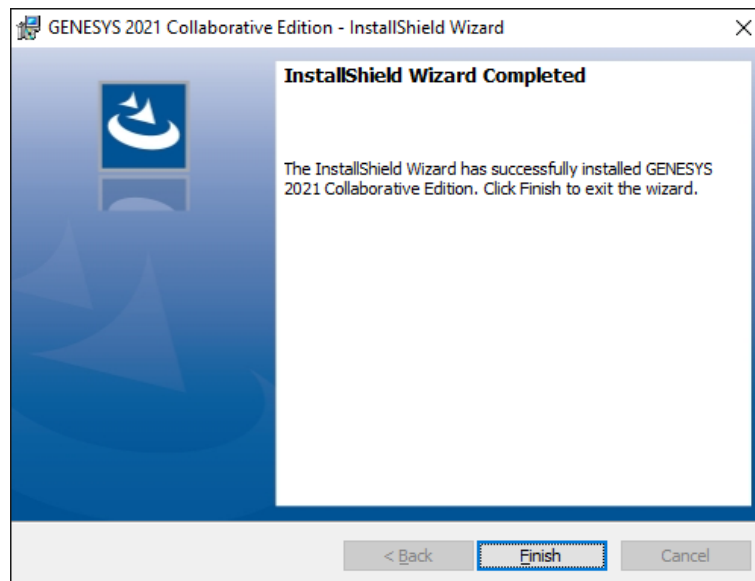 GENESYS 2021 Collaborative Edition - InstallShield Wizard
InstallShield Wizard Completed
The InstallShield Wizard has successfully installed GENESYS
2021 Collaborative Edition. Click Finish to exit the wizard.
< Back
Finish
Cancel